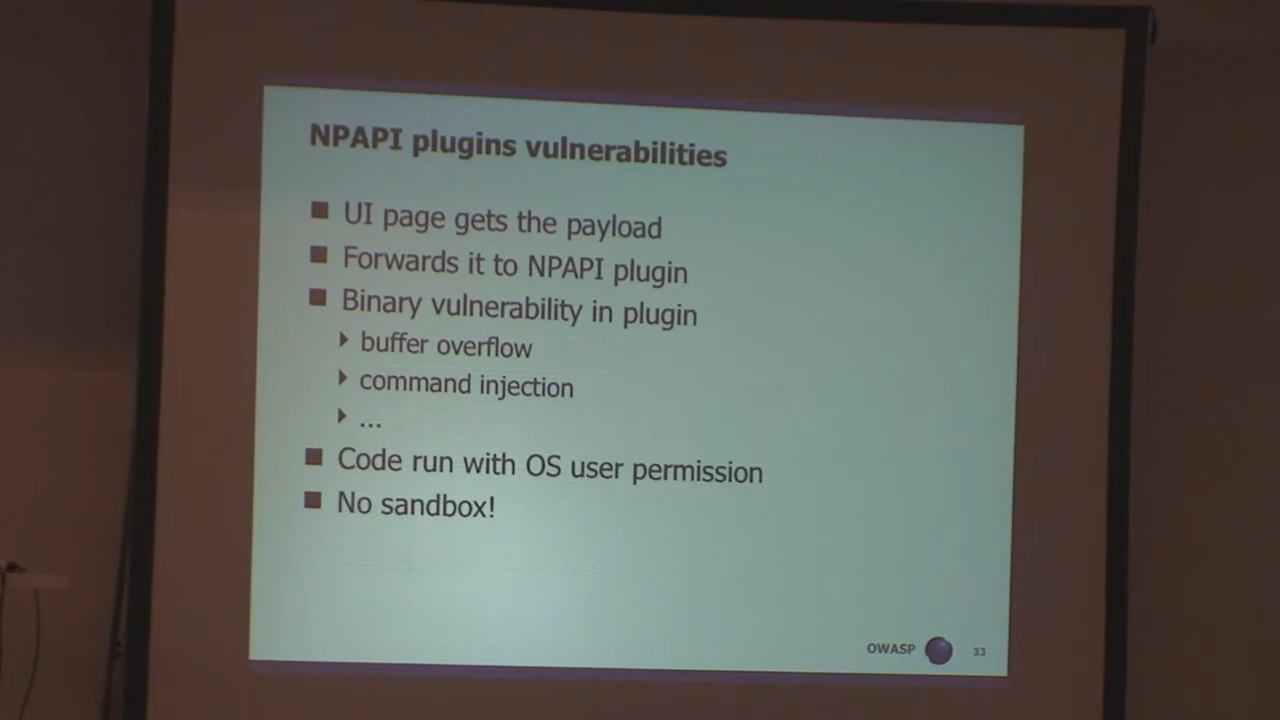 NPAPI plugins vulnerabilities
UI page gets the payload
Forwards it to NPAPI plugin
Binary vulnerability in plugin
buffer overflow
command injection
...
Code run with OS user permission
No sandbox!
OWASP 33